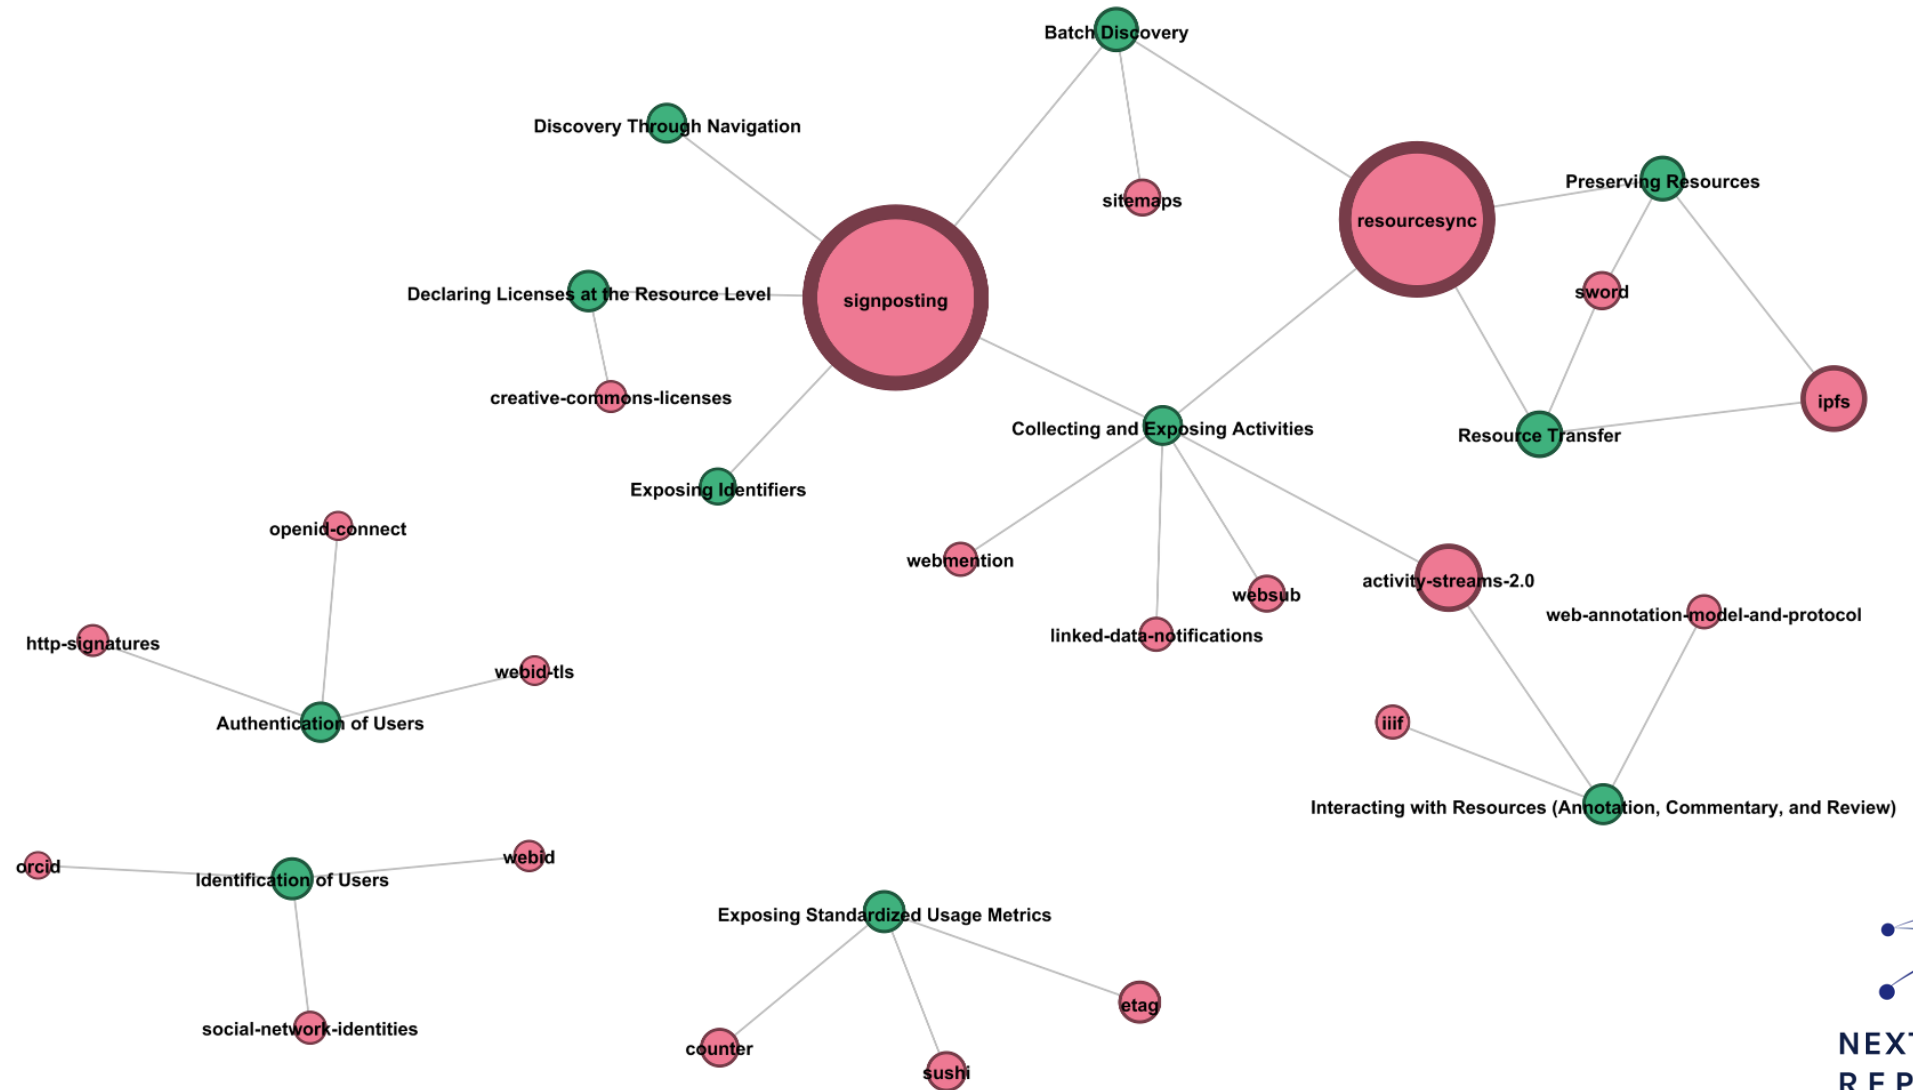 Batch Discovery
Discovery Through Navigation
Preserving Resources
sitemaps
resourcesync
Declaring Licenses at the Resource Level
signposting
sword
creative-commons-licenses
ipfs
Collecting and Exposing Activities
Resource Transfer
Exposing Identifiers
openid-connect
webmention
activity-streams-2.0
websub
web-annotation-model-and-protocol
linked-data-notifications
http-signatures
webid-tls
Authentication of Users
iiif
Interacting with Resources (Annotation, Commentary, and Review)
webid
orcid
Identification of Users
Exposing Standardized Usage Metrics
etag
social-network-identities
counter
sushi
NEXT
REP